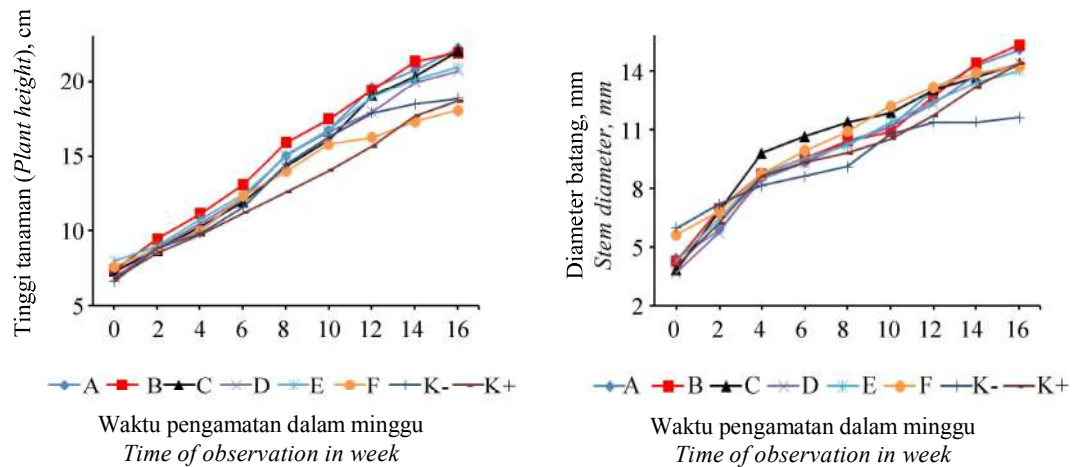 Tinggi tanaman (Plant height), cm
20
15
10
5
0 2 4 6 8 10 12 14 16
A B C D E F K- K+
Waktu pengamatan dalam minggu
Time of observation in week
Diameter batang, mm
Stem diameter, mm
14
11
8
5
2
0 2 4 6 8 10 12 14 16
A B C D E F K- K+
Waktu pengamatan dalam minggu
Time of observation in week